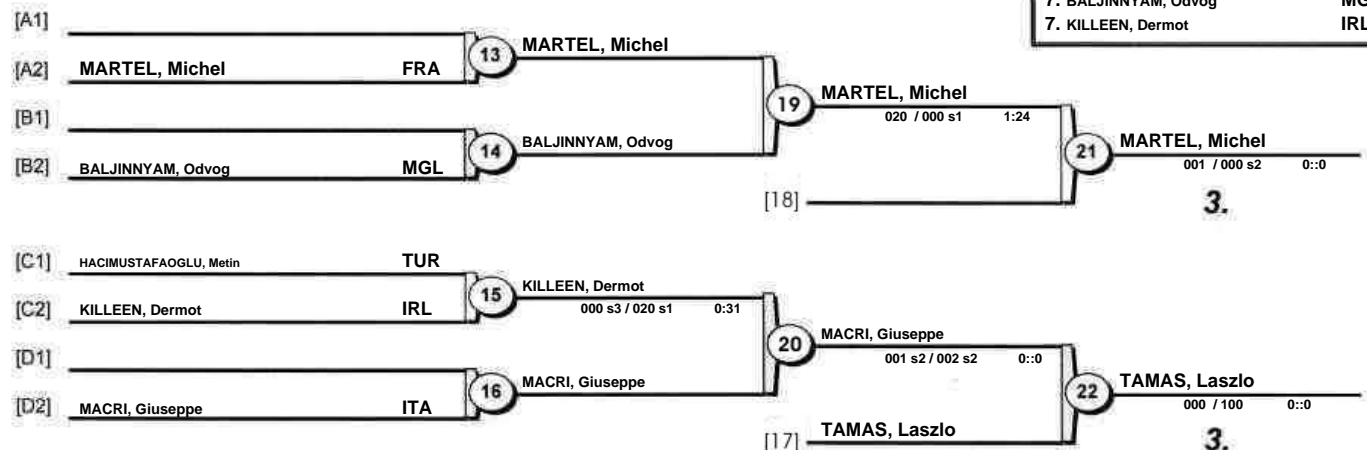 7. BALJINNYAM, Odvog MG
7. KILLEEN, Dermot IRL
[A1]
[A2] MARTEL, Michel FRA
13 MARTEL, Michel
[B1]
[B2] BALJINNYAM, Odvog MGL
14 BALJINNYAM, Odvog
19 MARTEL, Michel
020 / 000 s1 1:24
[18]
21 MARTEL, Michel
001 / 000 s2 0::0
3.
[C1] HACIMUSTAFAOGLU, Metin TUR
[C2] KILLEEN, Dermot IRL
15 KILLEEN, Dermot
000 s3 / 020 s1 0:31
[D1]
[D2] MACRI, Giuseppe ITA
16 MACRI, Giuseppe
20 MACRI, Giuseppe
001 s2 / 002 s2 0::0
[17] TAMAS, Laszlo
22 TAMAS, Laszlo
000 / 100 0::0
3.